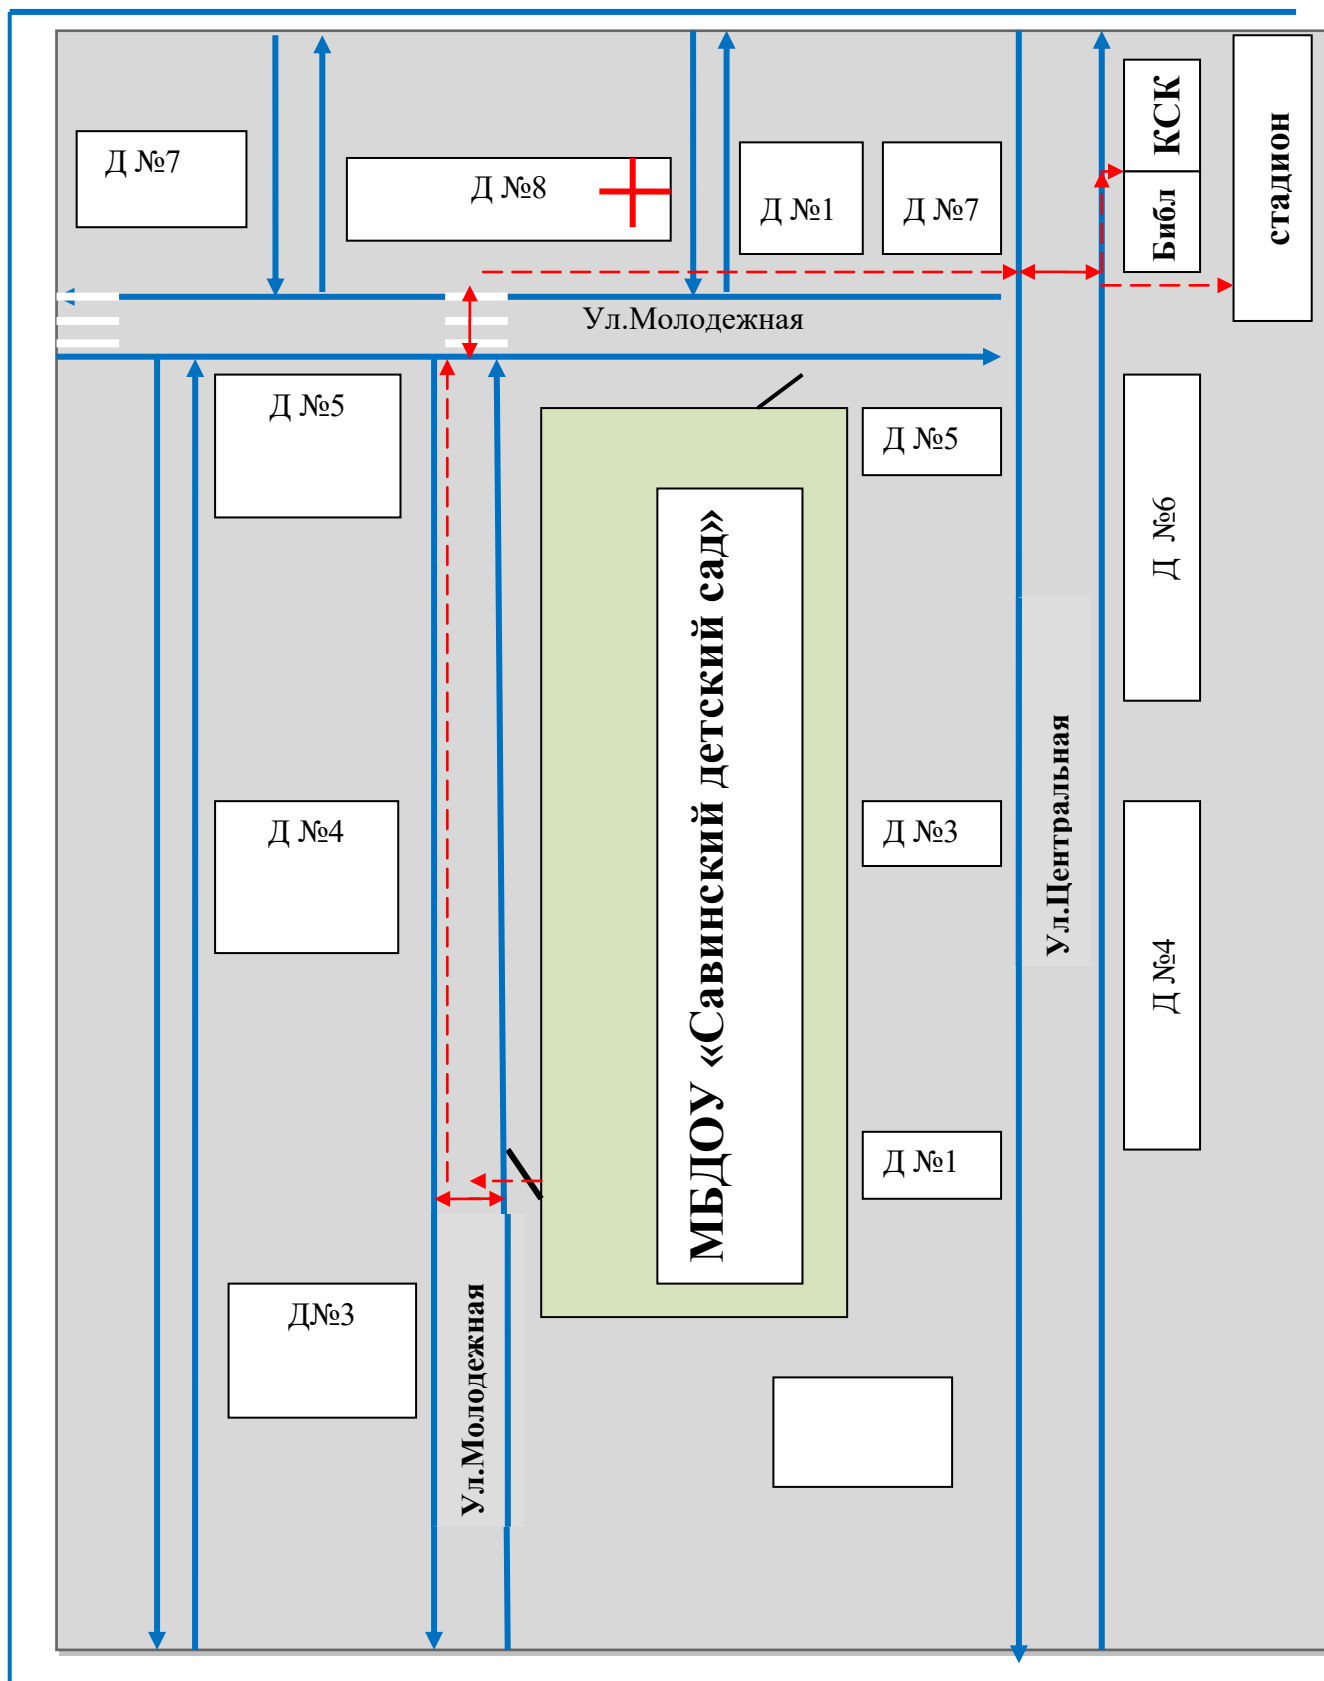 КСК
стадион
Д №7
Д №8
Д №1
Д №7
Библ
Ул.Молодежная
Д №5
Д №5
Д №6
МБДОУ «Савинский детский сад»
Ул.Центральная
Д №4
Д №3
Д №4
Д №1
Д№3
Ул.Молодежная